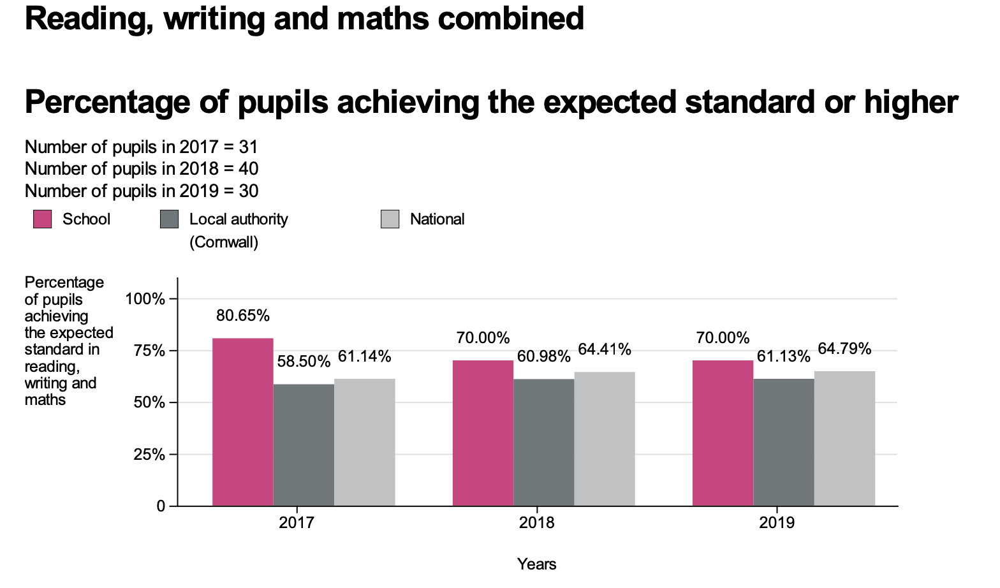 Reading, writing and maths combined
Percentage of pupils achieving the expected standard or higher
Number of pupils in 2017 = 31
Number of pupils in 2018 = 40
Number of pupils in 2019 = 30
School
Local authority
(Cornwall)
National
Percentage
of pupils
achieving
the expected
standard in
reading,
writing and
maths
100%
75%
50%
25%
0
80.65%
58.50%
61.14%
70.00%
60.98%
64.41%
70.00%
61.13%
64.79%
2017
2018
2019
Years